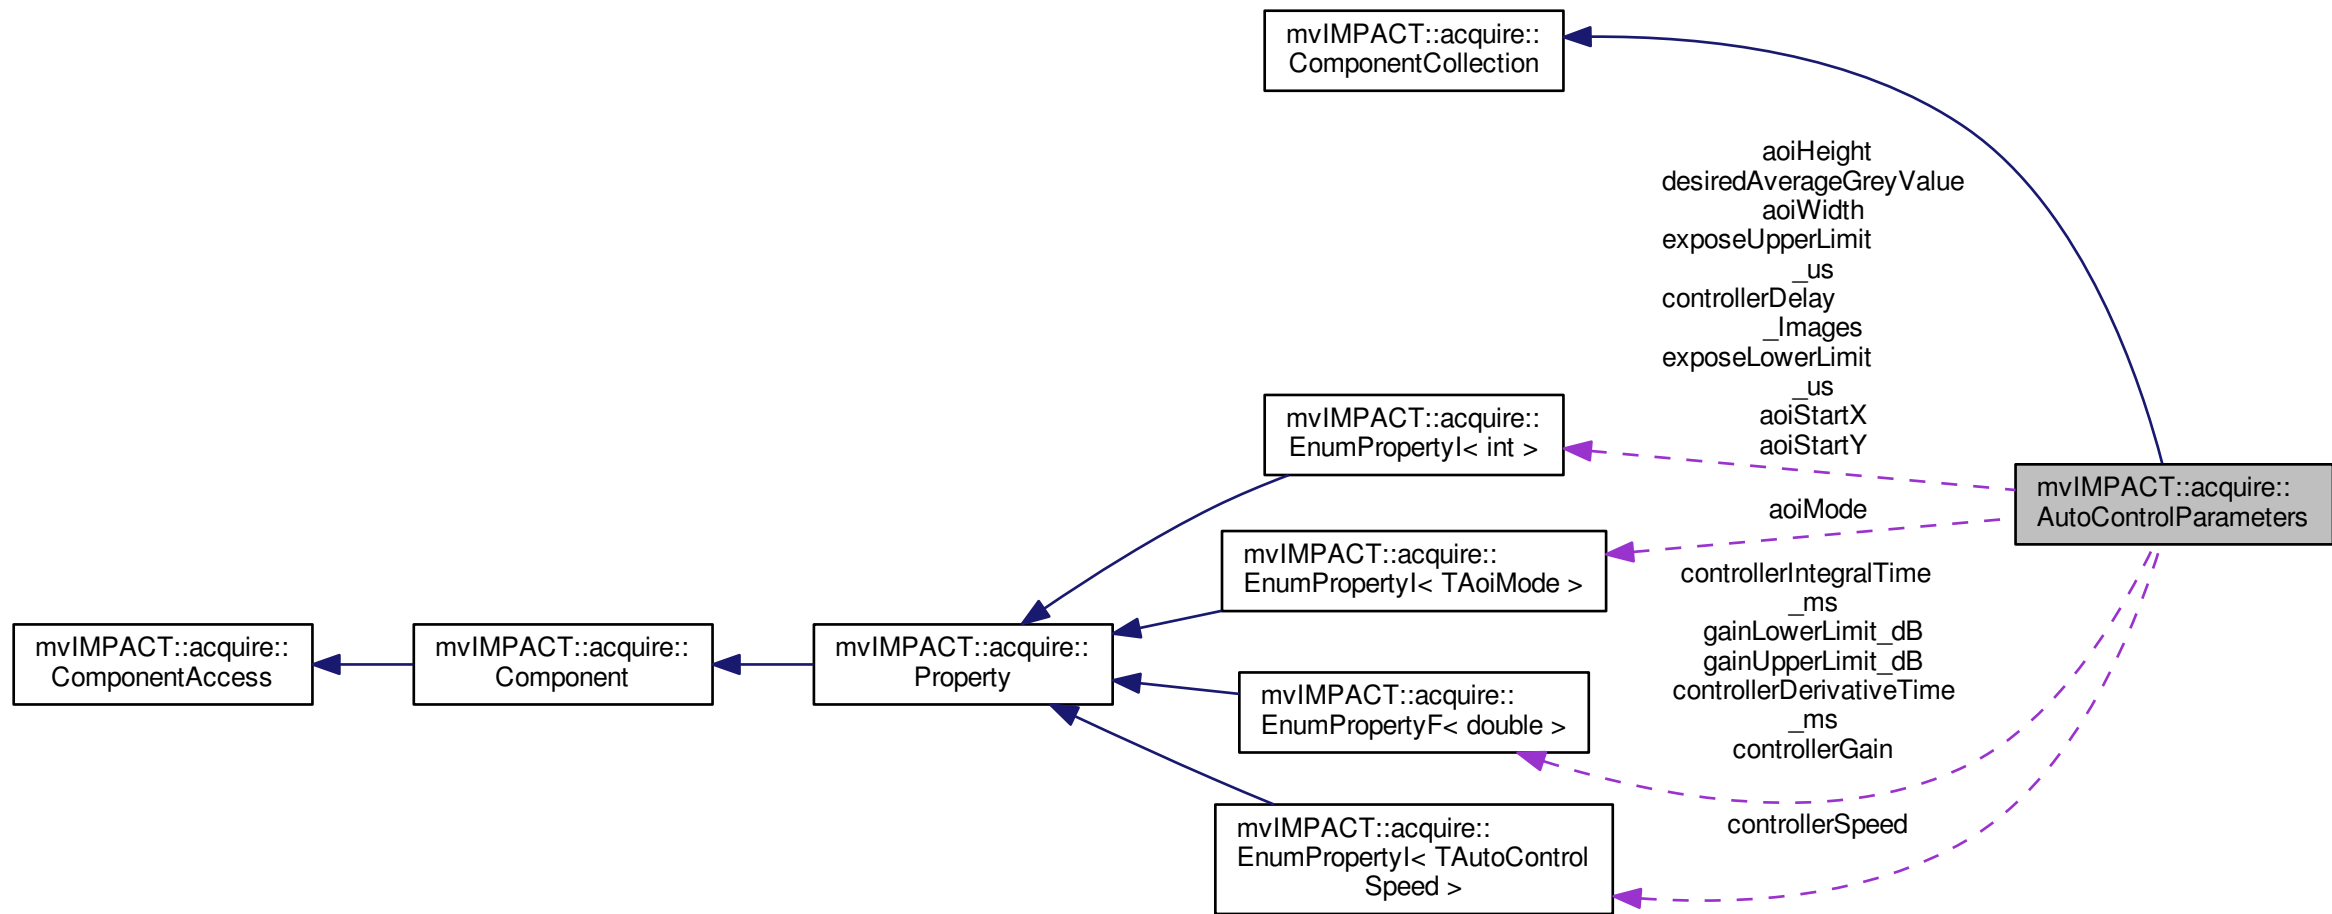 mvIMPACT::acquire::
ComponentCollection
aoiHeight
desiredAverageGreyValue
aoiWidth
exposeUpperLimit
_us
controllerDelay
_Images
exposeLowerLimit
_us
aoiStartX
aoiStartY
mvIMPACT::acquire::
EnumPropertyI< int >
mvIMPACT::acquire::
AutoControlParameters
aoiMode
mvIMPACT::acquire::
EnumPropertyI< TAoiMode >
controllerIntegralTime
_ms
gainLowerLimit_dB
gainUpperLimit_dB
controllerDerivativeTime
_ms
controllerGain
mvIMPACT::acquire::
ComponentAccess
mvIMPACT::acquire::
Component
mvIMPACT::acquire::
Property
mvIMPACT::acquire::
EnumPropertyF< double >
controllerSpeed
mvIMPACT::acquire::
EnumPropertyI< TAutoControl
Speed >